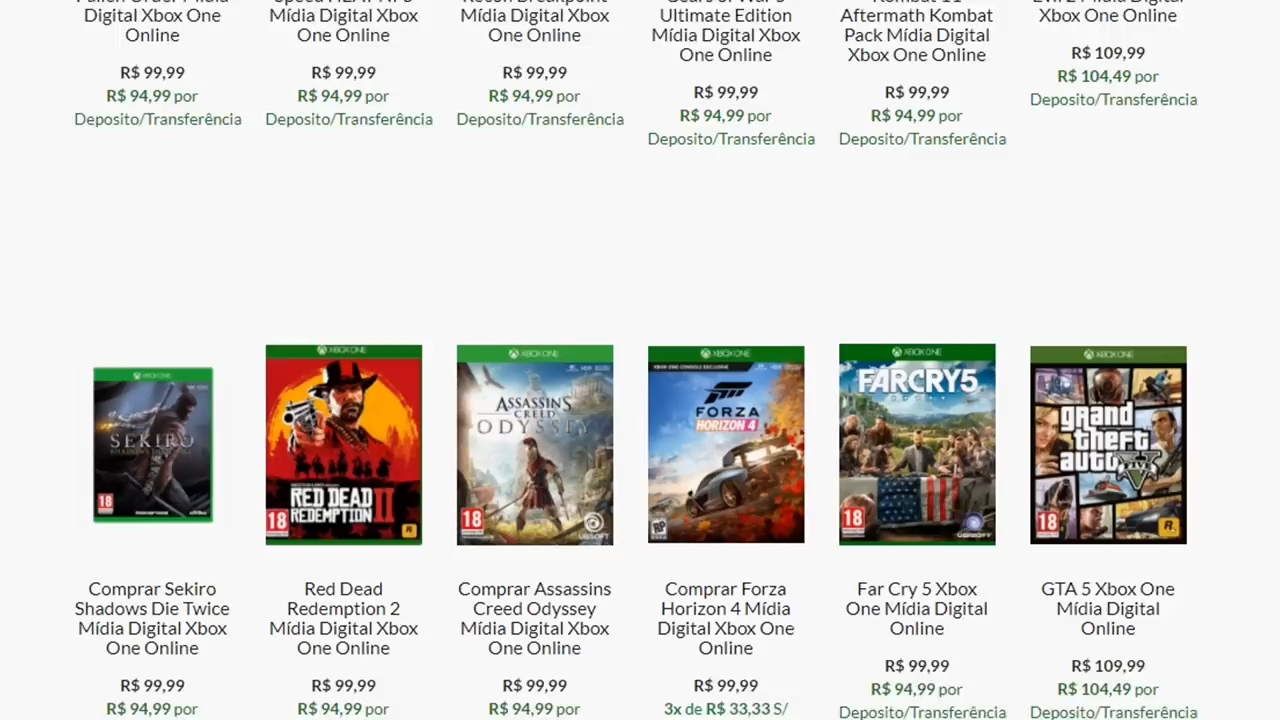 Digital Xbox One
Online
R$ 99,99
R$ 94,99 por
Deposito/Transferência
Mídia Digital Xbox
One Online
R$ 99,99
R$ 94,99 por
Deposito/Transferência
Mídia Digital Xbox
One Online
R$ 99,99
R$ 94,99 por
Deposito/Transferência
Ultimate Edition
Mídia Digital Xbox
One Online
R$ 99,99
R$ 94,99 por
Deposito/Transferência
Aftermath Kombat
Pack Mídia Digital
Xbox One Online
R$ 99,99
R$ 94,99 por
Deposito/Transferência
Xbox One Online
R$ 109,99
R$ 104,49 por
Deposito/Transferência
XBOX ONE
SEKIRO
18
Comprar Sekiro
Shadows Die Twice
Mídia Digital Xbox
One Online
R$ 99,99
R$ 94,99 por
XBOX ONE
RED DEAD
REDEMPTION II
18
R
Red Dead
Redemption 2
Mídia Digital Xbox
One Online
R$ 99,99
R$ 94,99 por
XBOX ONE
ASSASSIN'S
CREED
ODYSSEY
18
UBISOFT
Comprar Assassins
Creed Odyssey
Mídia Digital Xbox
One Online
R$ 99,99
R$ 94,99 por
XBOX ONE
FORZA
HORIZON 4
RP
Comprar Forza
Horizon 4 Mídia
Digital Xbox One
Online
R$ 99,99
3x de R$ 33,33 S/
XBOX ONE
FARCRY5
18
UBISOFT
Far Cry 5 Xbox
One Mídia Digital
Online
R$ 99,99
R$ 94,99 por
Deposito/Transferência
XBOX ONE
grand
theft
auto V
FIVE
18
R
GTA 5 Xbox One
Mídia Digital
Online
R$ 109,99
R$ 104,49 por
Deposito/Transferência